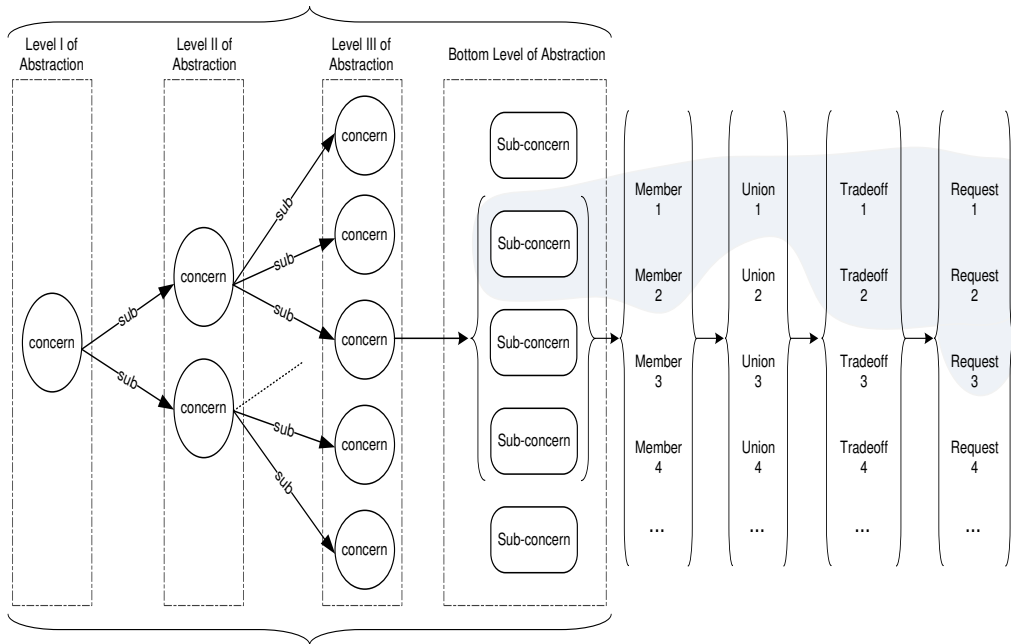 Level I of
Abstraction
Level II of
Abstraction
Level III of
Abstraction
Bottom Level of Abstraction
concern
sub
sub
concern
concern
sub
sub
sub
sub
sub
concern
concern
concern
concern
concern
Sub-concern
Sub-concern
Sub-concern
Sub-concern
Sub-concern
Member
1
Member
2
Member
3
Member
4
...
Union
1
Union
2
Union
3
Union
4
...
Tradeoff
1
Tradeoff
2
Tradeoff
3
Tradeoff
4
...
Request
1
Request
2
Request
3
Request
4
...